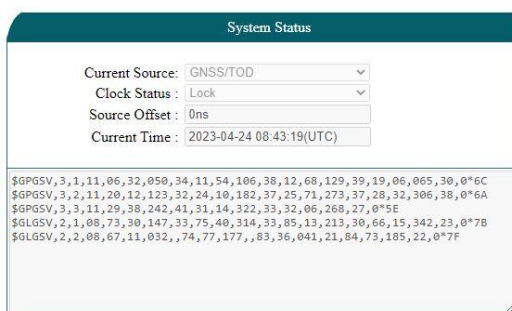 System Status
Current Source: GNSS/TOD
Clock Status : Lock
Source Offset : 0ns
Current Time : 2023-04-24 08:43:19(UTC)
$GPGSV,3,1,11,06,32,050,34,11,54,106,38,12,68,129,39,19,06,065,30,0*6C
$GPGSV,3,2,11,20,12,123,32,24,10,182,37,25,71,273,37,28,32,306,38,0*6A
$GPGSV,3,3,11,29,38,242,41,31,14,322,33,32,06,268,27,0*5E
$GLGSV,2,1,08,73,30,147,33,75,40,314,33,85,13,213,30,66,15,342,23,0*7B
$GLGSV,2,2,08,67,11,032,,74,77,177,,83,36,041,21,84,73,185,22,0*7F